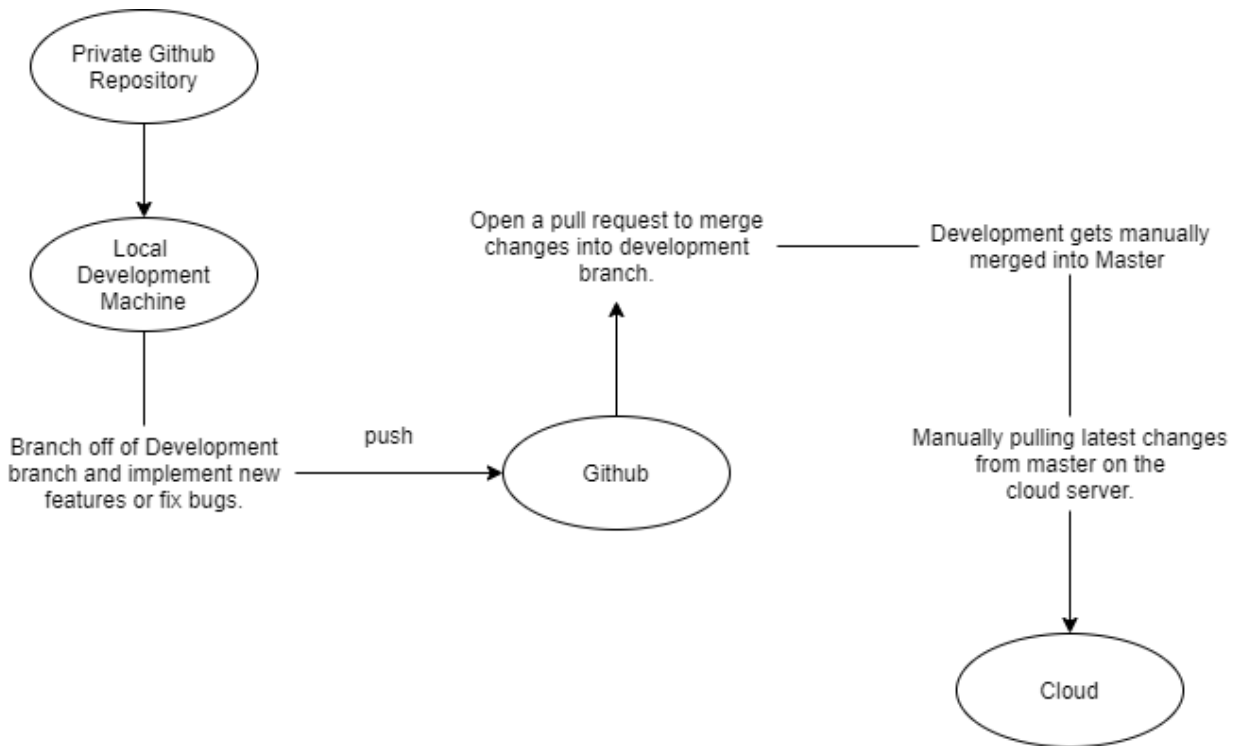 Private Github
Repository
Local
Development
Machine
Branch off of Development
branch and implement new
features or fix bugs.
push
Github
Open a pull request to merge
changes into development
branch.
Development gets manually
merged into Master
Manually pulling latest changes
from master on the
cloud server.
Cloud